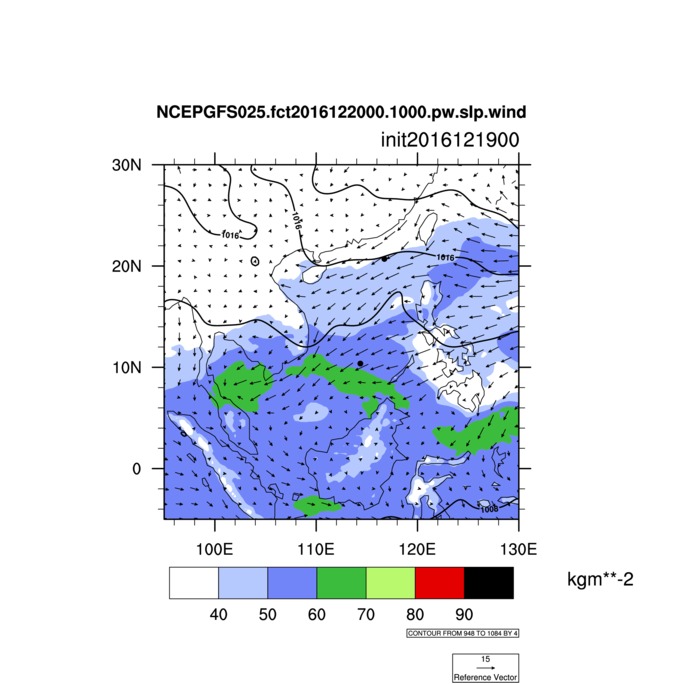 NCEPGFS025.fct2016122000.1000.pw.slp.wind
init2016121900
30N
1016
1016
1016
20N
10N
0
1008
100E 110E 120E 130E
kgm**-2
40 50 60 70 80 90
CONTOUR FROM 948 TO 1084 BY 4
15
Reference Vector